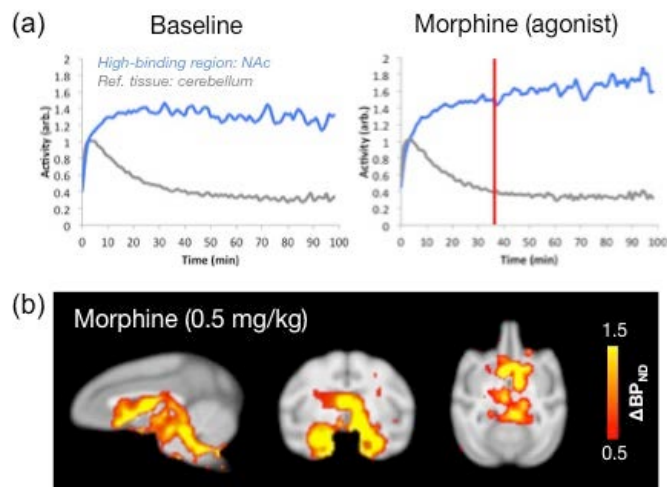 (a)
Baseline
Morphine (agonist)
High-binding region: NAc
Ref. tissue: cerebellum
Activity (arb.)
2
1.8
1.6
1.4
1.2
1
0.8
0.6
0.4
0.2
0
0 10 20 30 40 50 60 70 80 90 100
Time (min)
Activity (arb.)
2
1.8
1.6
1.4
1.2
1
0.8
0.6
0.4
0.2
0
0 10 20 30 40 50 60 70 80 90 100
Time (min)
(b)
Morphine (0.5 mg/kg)
1.5
ΔBPND
0.5